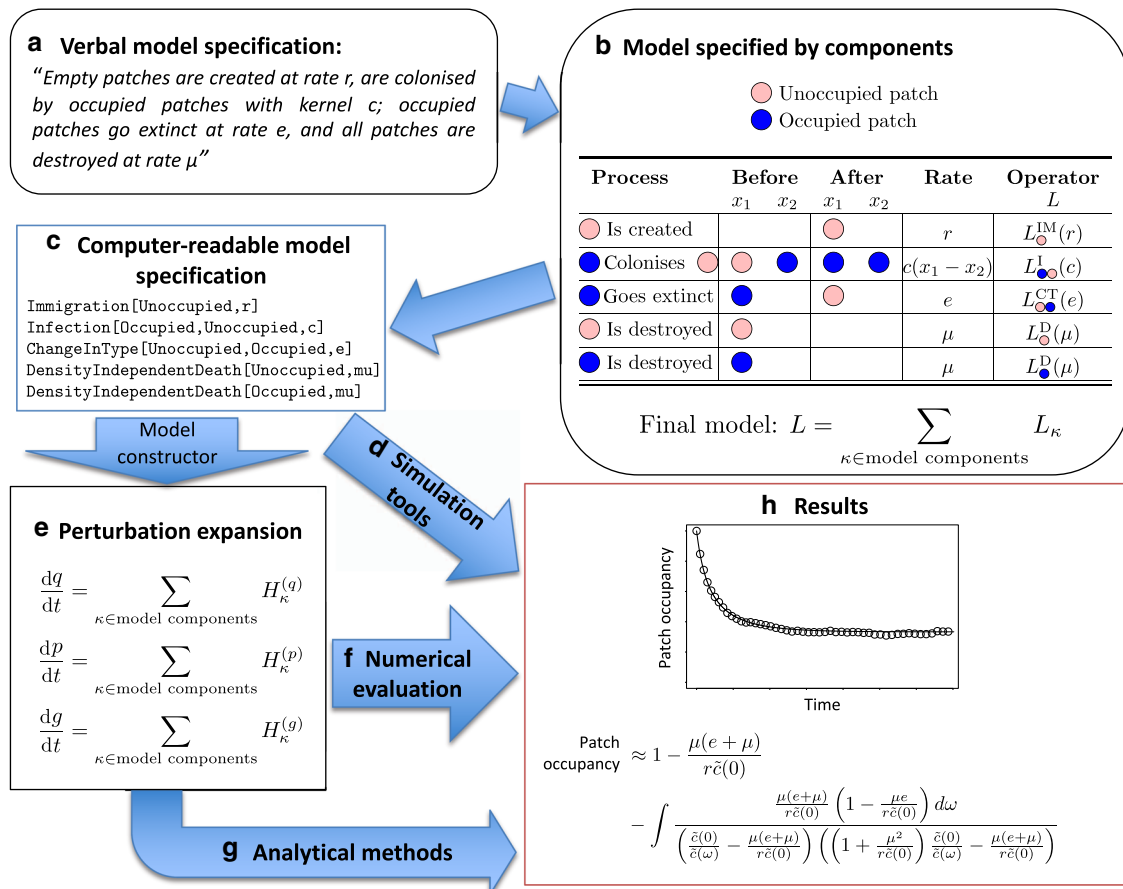 a Verbal model specification:
“Empty patches are created at rate r, are colonised
by occupied patches with kernel c; occupied
patches go extinct at rate e, and all patches are
destroyed at rate μ”
b Model specified by components
Unoccupied patch
Occupied patch
Process Before After Rate Operator
x₁ x₂ x₁ x₂ L
Is created r L^IM(r)
Colonises c(x₁ − x₂) L^I(c)
Goes extinct e L^CT(e)
Is destroyed μ L^D(μ)
Is destroyed μ L^D(μ)
Final model: L = ∑ L_κ
κ∈model components
c Computer-readable model
specification
Immigration[Unoccupied,r]
Infection[Occupied,Unoccupied,c]
ChangeInType[Unoccupied,Occupied,e]
DensityIndependentDeath[Unoccupied,mu]
DensityIndependentDeath[Occupied,mu]
Model
constructor
d Simulation
tools
e Perturbation expansion
dq/dt = ∑ H_κ^(q)
κ∈model components
dp/dt = ∑ H_κ^(p)
κ∈model components
dg/dt = ∑ H_κ^(g)
κ∈model components
f Numerical
evaluation
g Analytical methods
h Results
Patch occupancy
Time
Patch
occupancy ≈ 1 − μ(e + μ)/rc̃(0)
− ∫ μ(e+μ)/rc̃(0) (1 − μe/rc̃(0)) dω / (c̃(0)/c̃(ω) − μ(e+μ)/rc̃(0)) ((1 + μ²/rc̃(0)) c̃(0)/c̃(ω) − μ(e+μ)/rc̃(0))